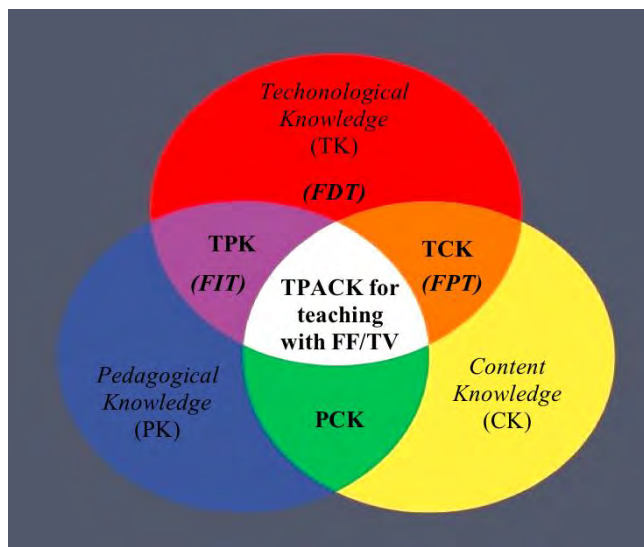 Techonological
Knowledge
(TK)
(FDT)
TPK
(FIT)
TCK
(FPT)
TPACK for
teaching
with FF/TV
Pedagogical
Knowledge
(PK)
Content
Knowledge
(CK)
PCK